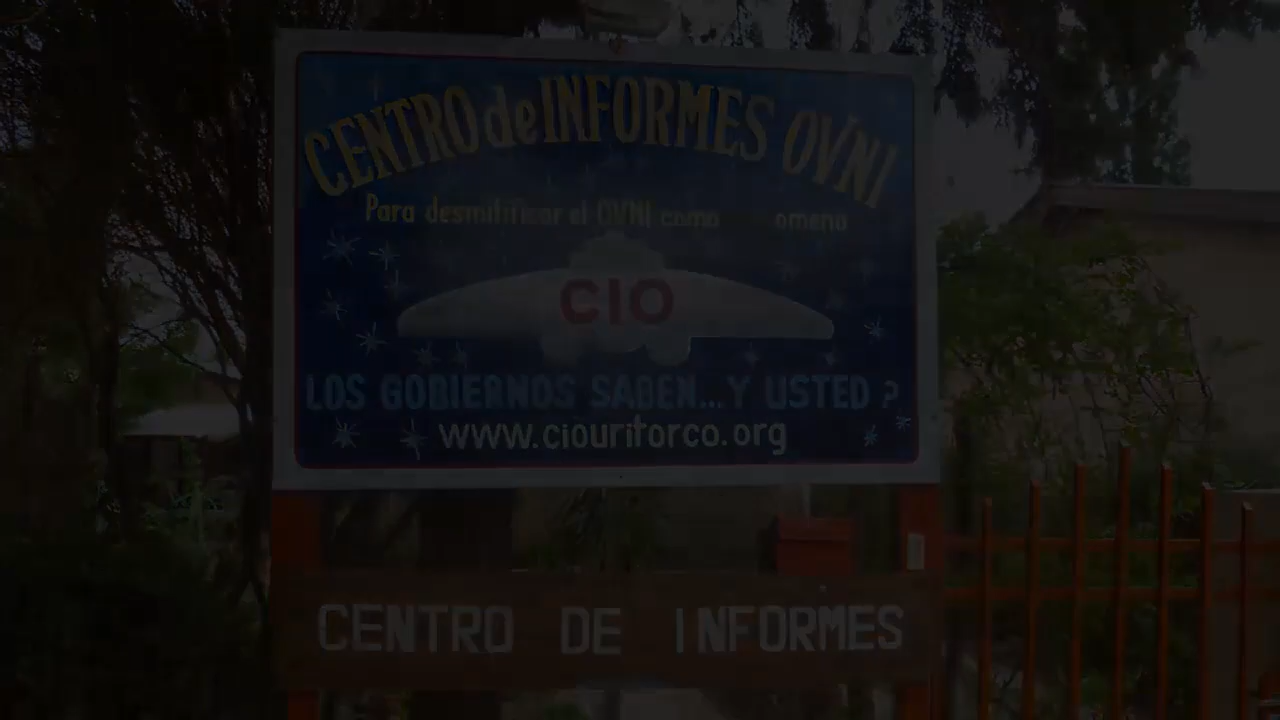 CENTRO de INFORMES OVNI
Para desmitificar el OVNI como omeno
CIO
LOS GOBIERNOS SABEN...Y USTED ?
www.ciouritorco.org
CENTRO DE INFORMES